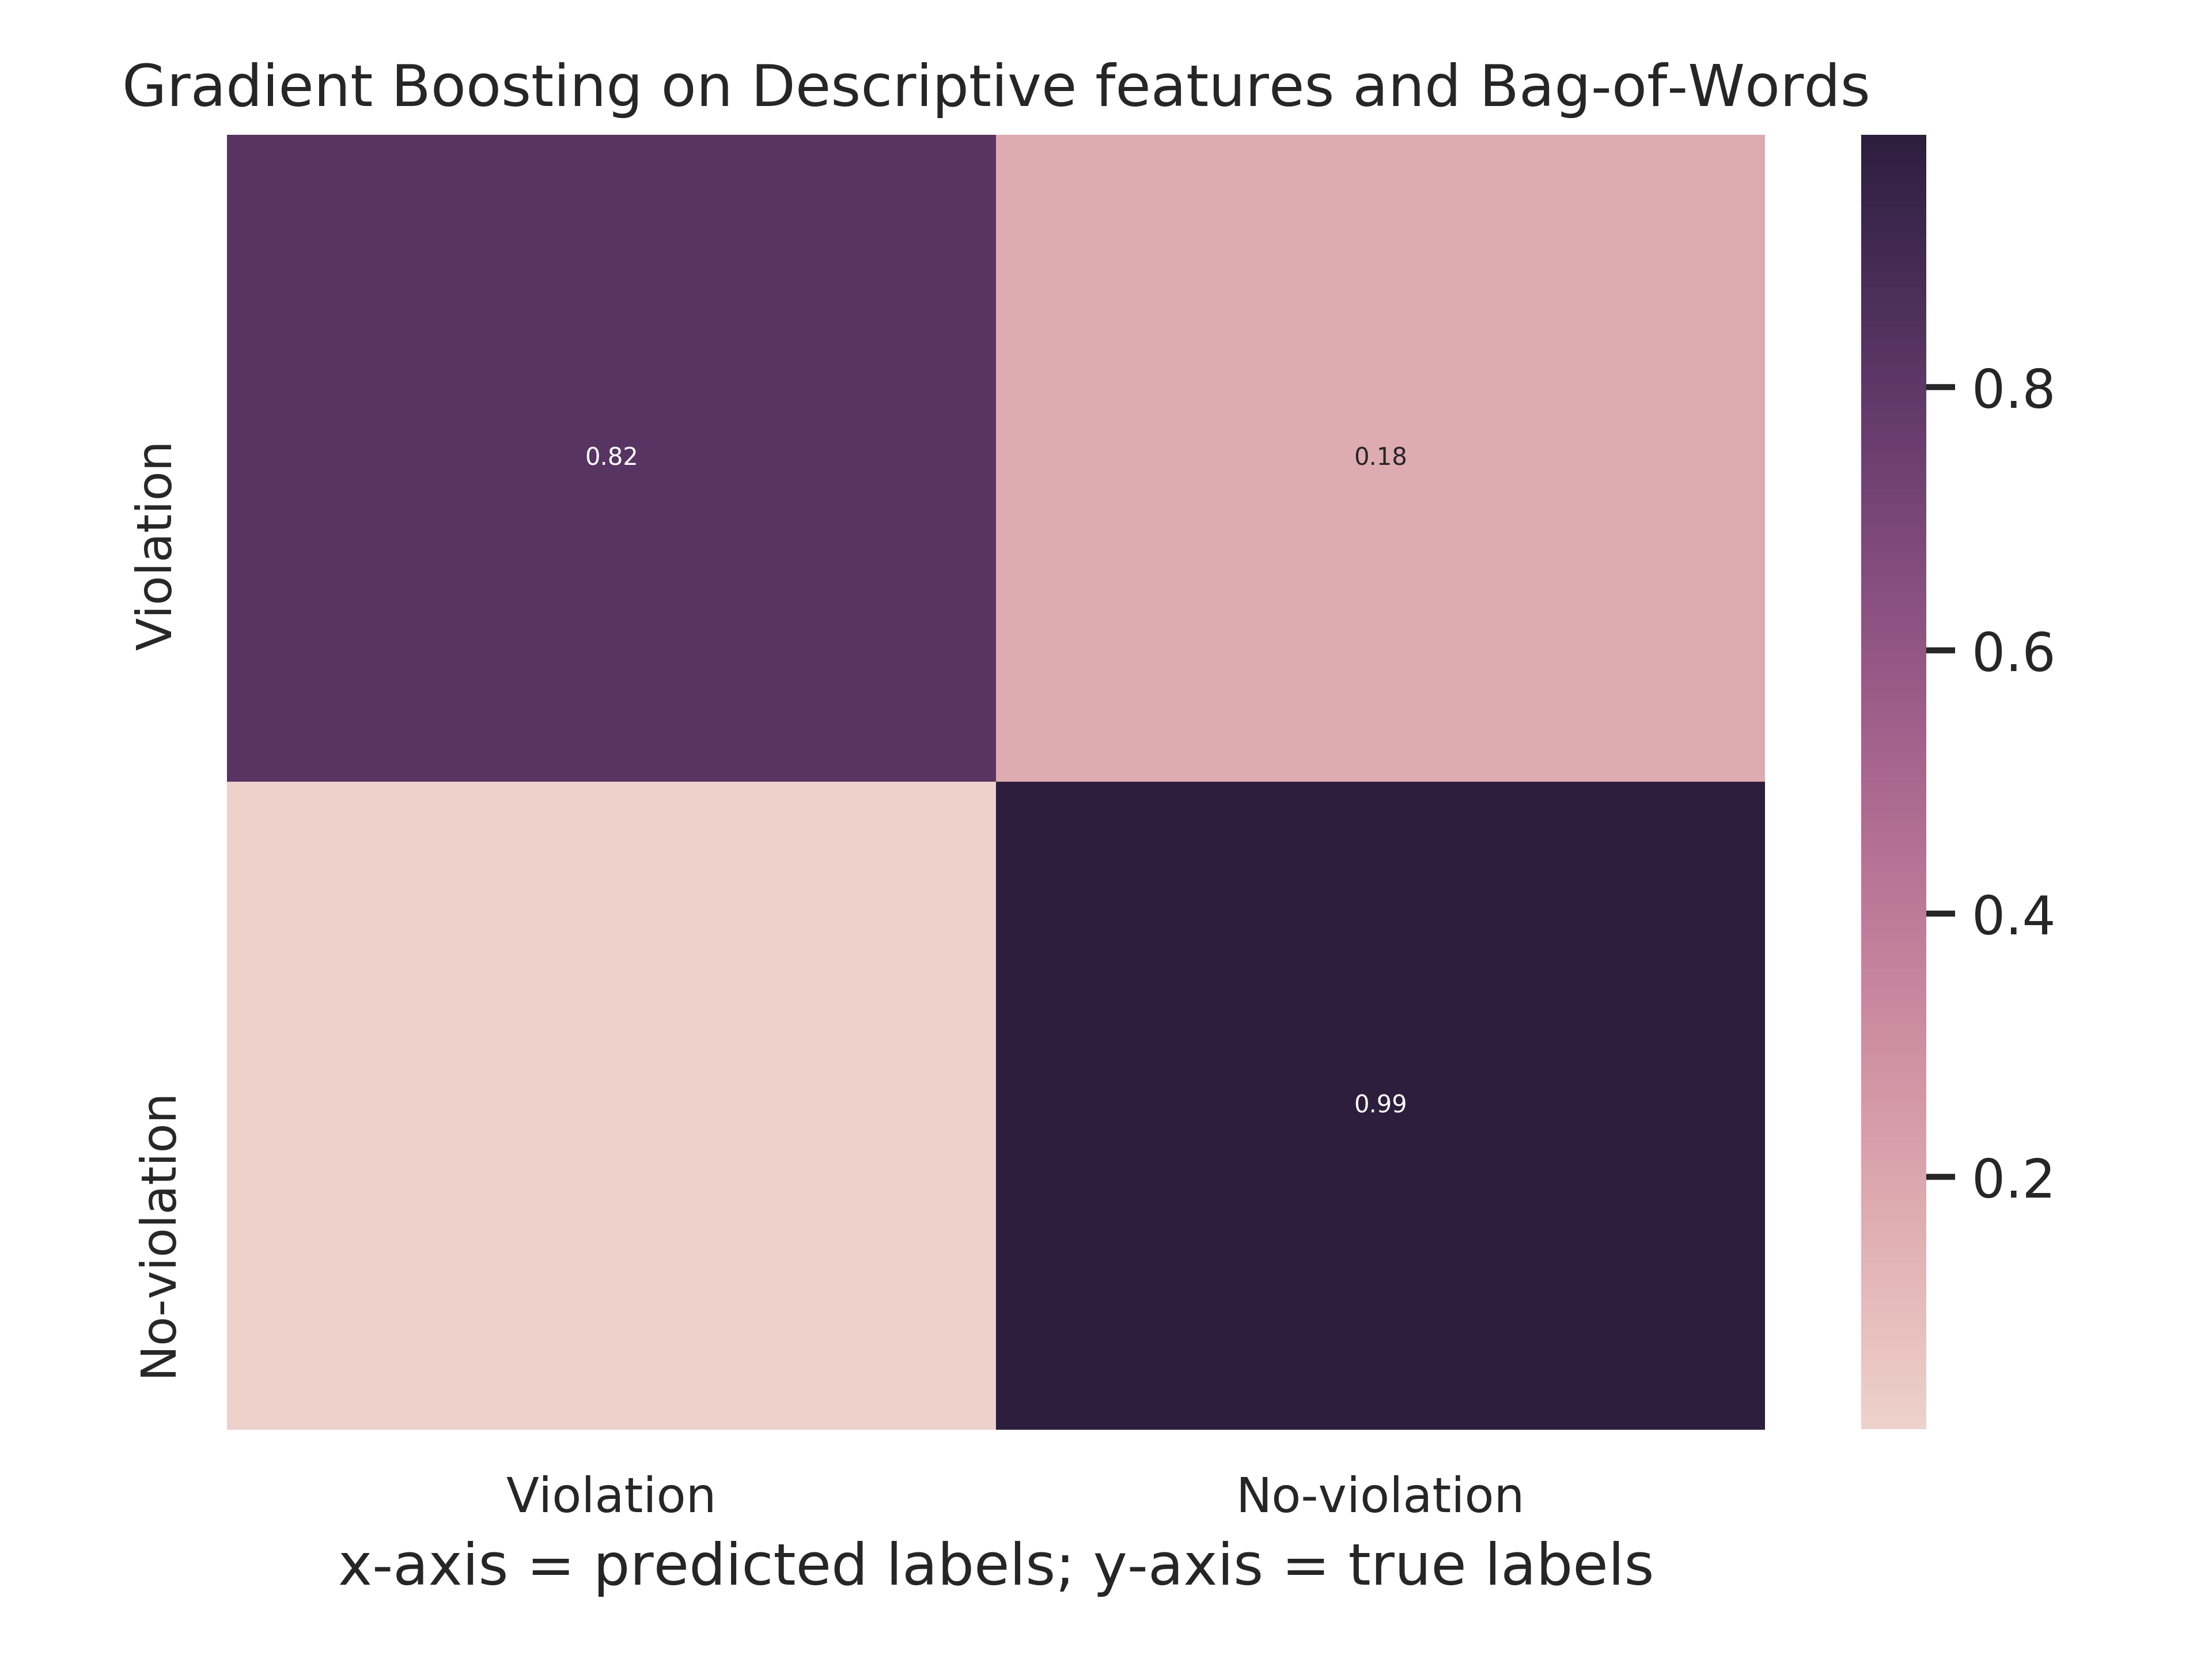 Gradient Boosting on Descriptive features and Bag-of-Words
Violation
0.82
0.18
No-violation
0.99
0.8
0.6
0.4
0.2
Violation
No-violation
x-axis = predicted labels; y-axis = true labels